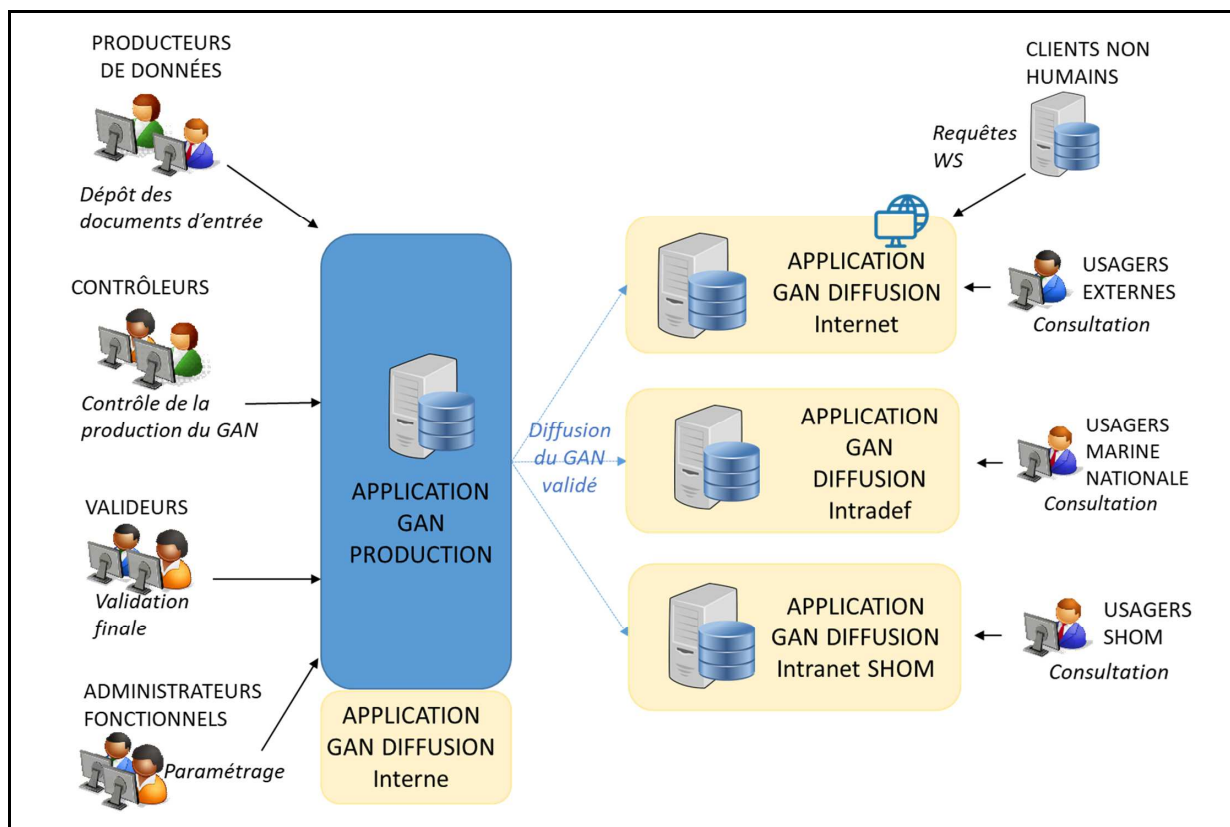 PRODUCTEURS
DE DONNÉES
Dépôt des
documents d'entrée
CONTRÔLEURS
Contrôle de la
production du GAN
VALIDEURS
Validation
finale
ADMINISTRATEURS
FONCTIONNELS
Paramétrage
APPLICATION
GAN
PRODUCTION
APPLICATION
GAN DIFFUSION
Interne
Diffusion
du GAN
validé
CLIENTS NON
HUMAINS
Requêtes
WS
APPLICATION
GAN DIFFUSION
Internet
USAGERS
EXTERNES
Consultation
APPLICATION
GAN
DIFFUSION
Intradef
USAGERS
MARINE
NATIONALE
Consultation
APPLICATION
GAN DIFFUSION
Intranet SHOM
USAGERS
SHOM
Consultation